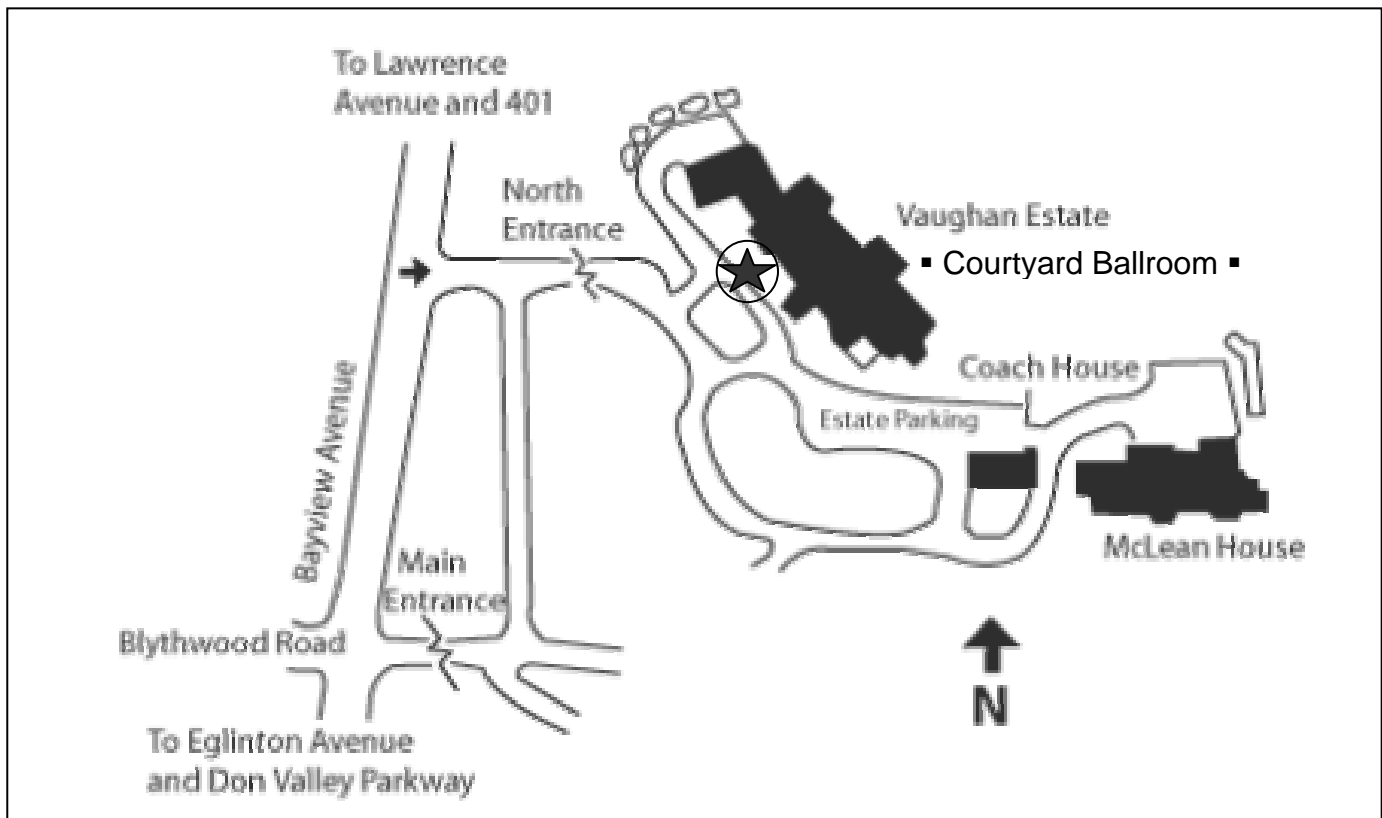 To Lawrence
Avenue and 401
North
Entrance
Vaughan Estate
▪ Courtyard Ballroom ▪
Coach House
Estate Parking
Bayview Avenue
McLean House
Main
Entrance
Blythwood Road
N
To Eglinton Avenue
and Don Valley Parkway